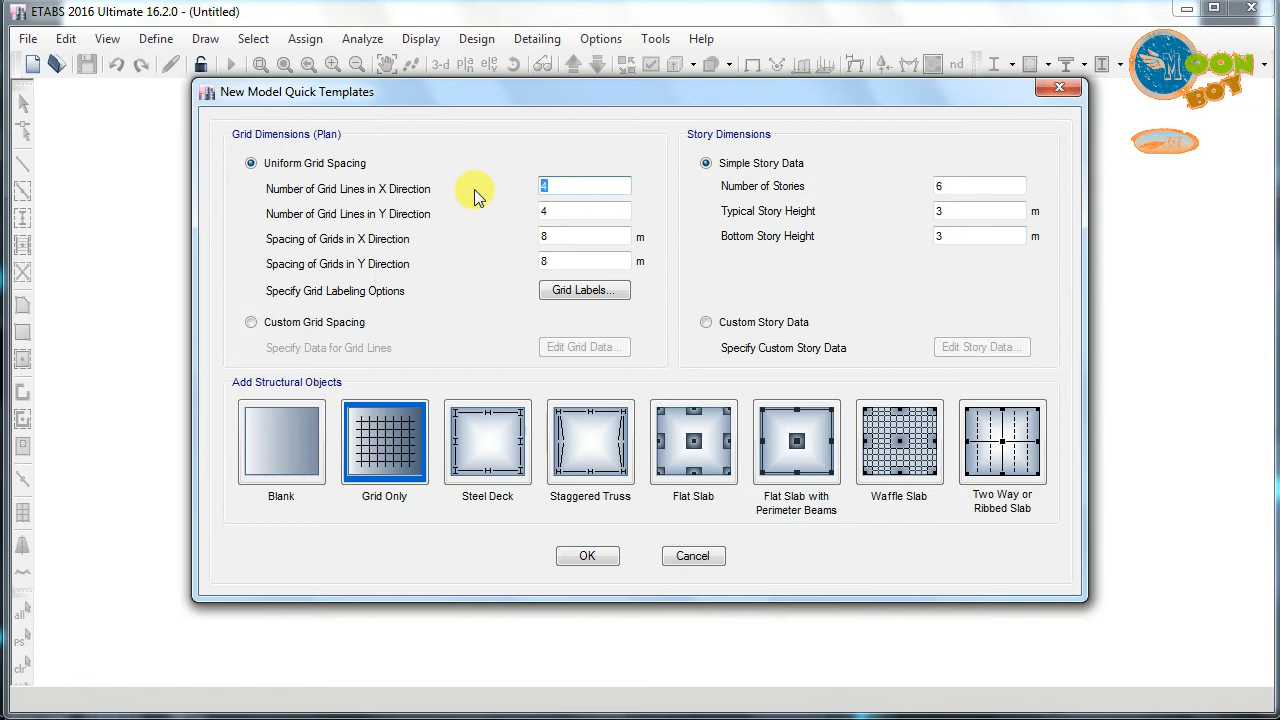 ETABS 2016 Ultimate 16.2.0 - (Untitled)
File Edit View Define Draw Select Assign Analyze Display Design Detailing Options Tools Help
3-d nd
MOON BOY
New Model Quick Templates
Grid Dimensions (Plan)
Uniform Grid Spacing
Number of Grid Lines in X Direction 4
Number of Grid Lines in Y Direction 4
Spacing of Grids in X Direction 8 m
Spacing of Grids in Y Direction 8 m
Specify Grid Labeling Options Grid Labels...
Custom Grid Spacing
Specify Data for Grid Lines Edit Grid Data...
Story Dimensions
Simple Story Data
Number of Stories 6
Typical Story Height 3 m
Bottom Story Height 3 m
Custom Story Data
Specify Custom Story Data Edit Story Data...
Add Structural Objects
Blank
Grid Only
Steel Deck
Staggered Truss
Flat Slab
Flat Slab with
Perimeter Beams
Waffle Slab
Two Way or
Ribbed Slab
OK Cancel
all
PS
clr